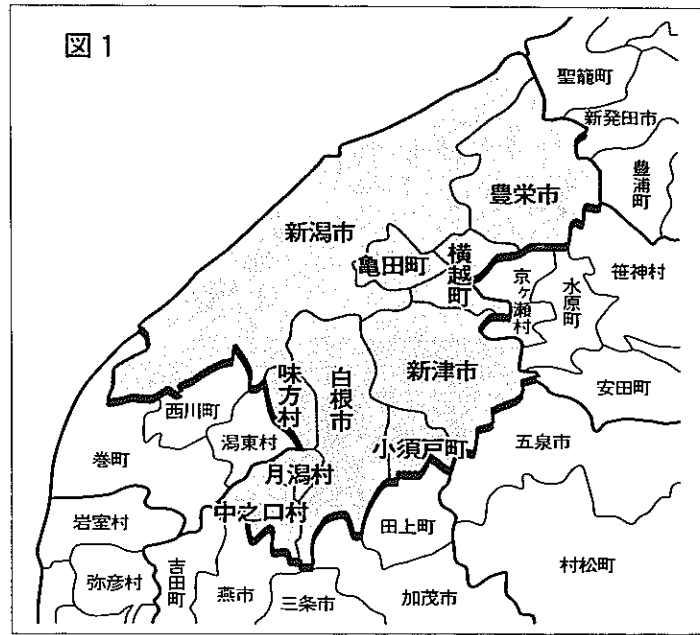 図1
聖籠町
新発田市
豊浦町
豊栄市
新潟市
亀田町
横越町
京ヶ瀬村
水原町
笹神村
新津市
安田町
味方村
白根市
西川町
潟東村
巻町
小須戸町
五泉市
月潟村
中之口村
岩室村
田上町
弥彦村
吉田町
燕市
三条市
加茂市
村松町